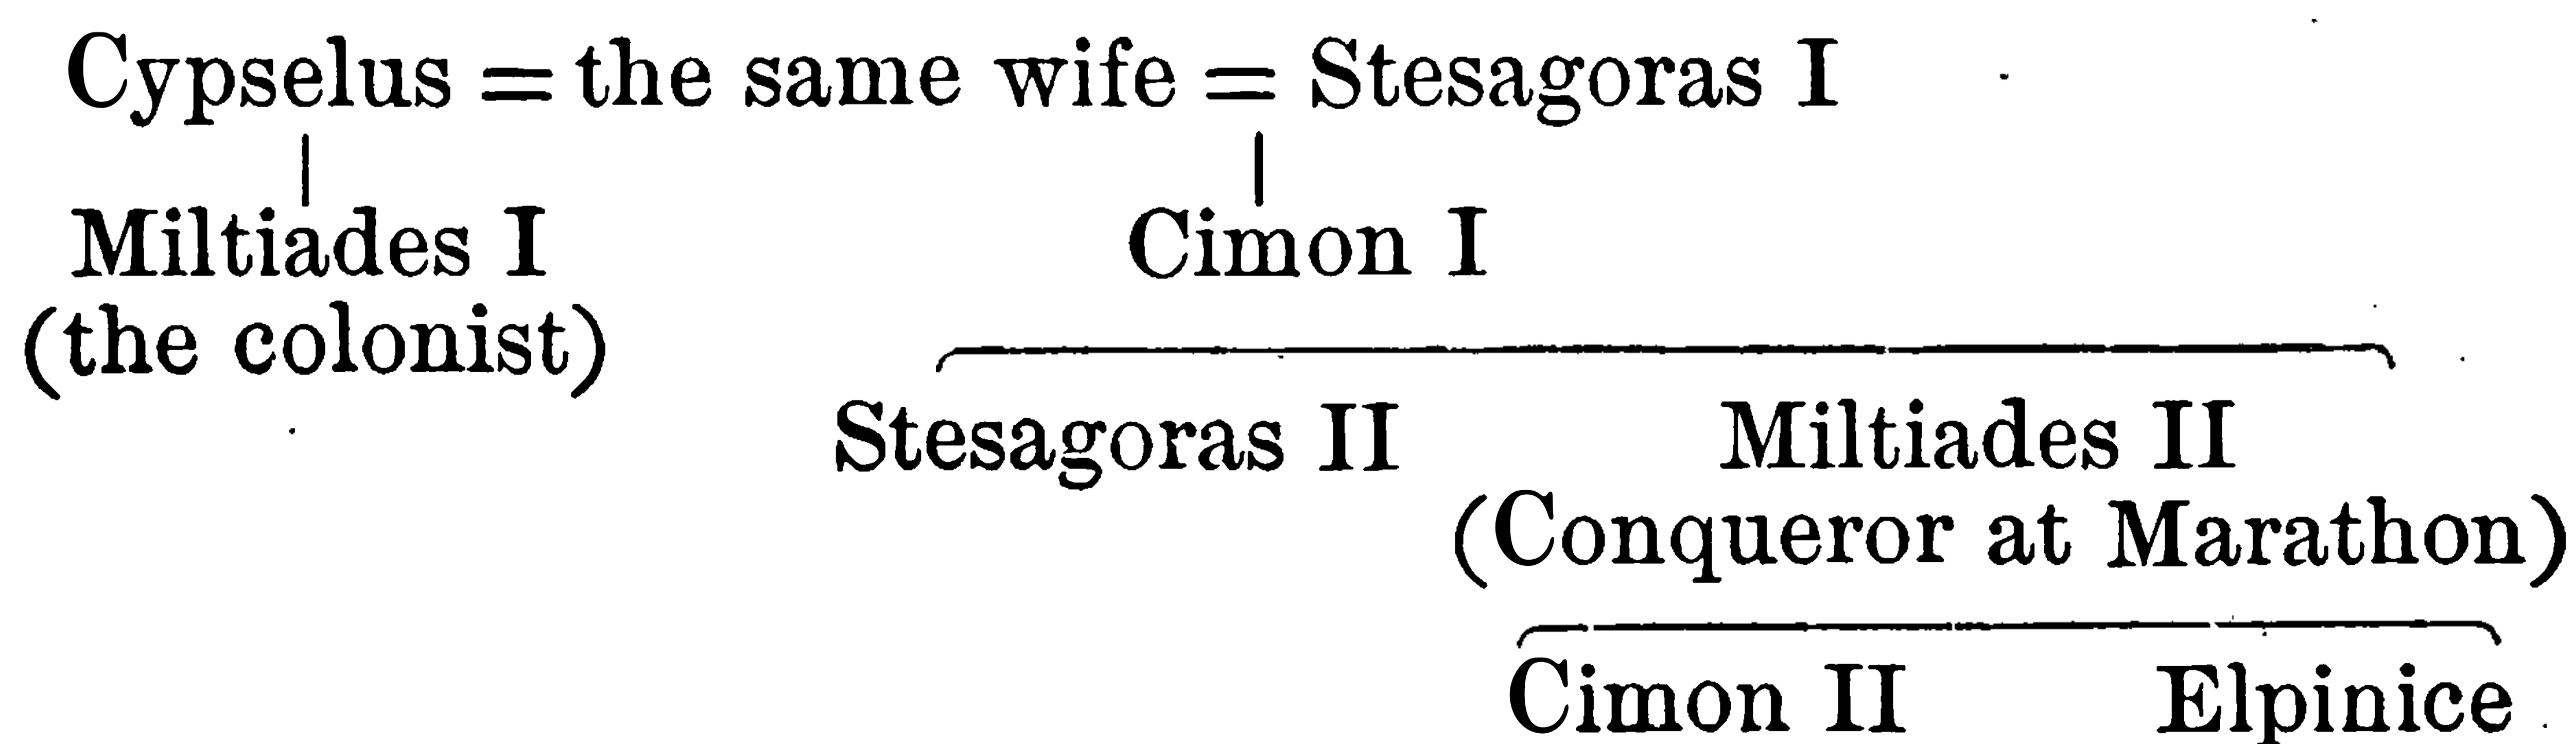 Cypselus = the same wife = Stesagoras I
Miltiades I Cimon I
(the colonist)
Stesagoras II Miltiades II
(Conqueror at Marathon)
Cimon II Elpinice